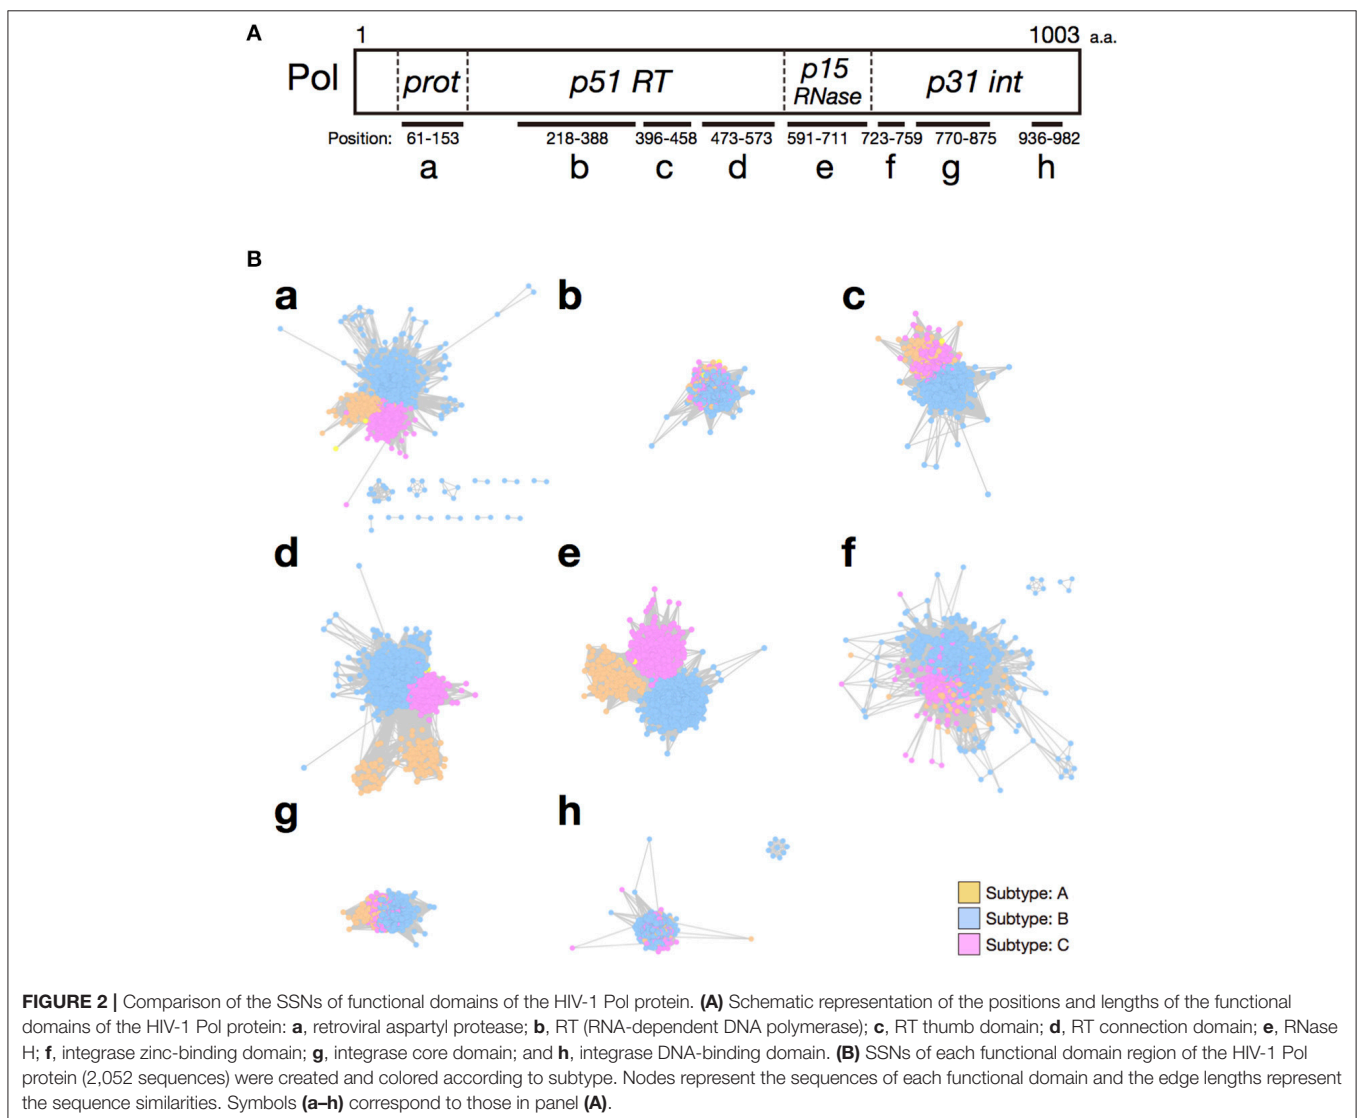 A
1
1003 a.a.
Pol
prot
p51 RT
p15
RNase
p31 int
Position: 61-153 218-388 396-458 473-573 591-711 723-759 770-875 936-982
a b c d e f g h
B
a b c
d e f
g h
Subtype: A
Subtype: B
Subtype: C
FIGURE 2 | Comparison of the SSNs of functional domains of the HIV-1 Pol protein. (A) Schematic representation of the positions and lengths of the functional
domains of the HIV-1 Pol protein: a, retroviral aspartyl protease; b, RT (RNA-dependent DNA polymerase); c, RT thumb domain; d, RT connection domain; e, RNase
H; f, integrase zinc-binding domain; g, integrase core domain; and h, integrase DNA-binding domain. (B) SSNs of each functional domain region of the HIV-1 Pol
protein (2,052 sequences) were created and colored according to subtype. Nodes represent the sequences of each functional domain and the edge lengths represent
the sequence similarities. Symbols (a–h) correspond to those in panel (A).